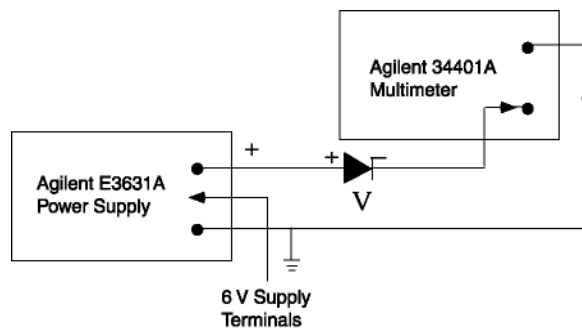 Agilent 34401A
Multimeter
+
+
Agilent E3631A
Power Supply
V
6 V Supply
Terminals